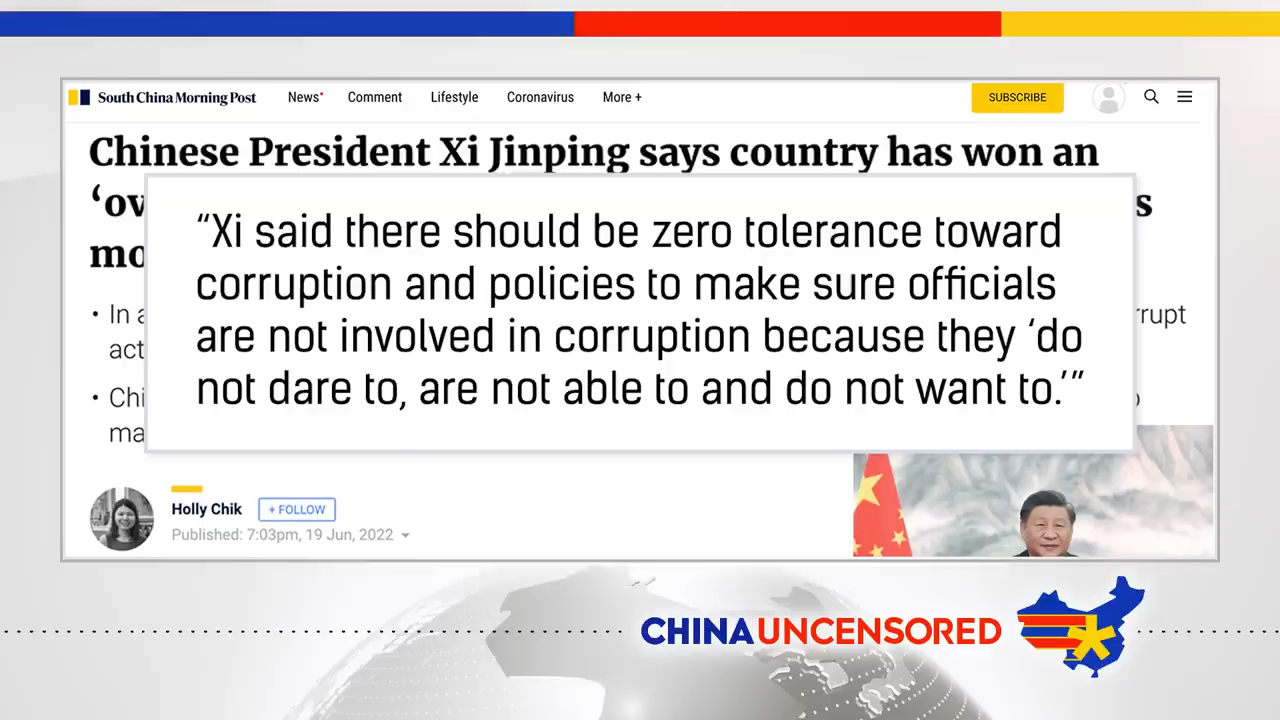 South China Morning Post
News
Comment
Lifestyle
Coronavirus
More +
SUBSCRIBE
Chinese President Xi Jinping says country has won an
“Xi said there should be zero tolerance toward
corruption and policies to make sure officials
are not involved in corruption because they ‘do
not dare to, are not able to and do not want to.’”
• In
Holly Chik
+ FOLLOW
Published: 7:03pm, 19 Jun, 2022
CHINA UNCENSORED